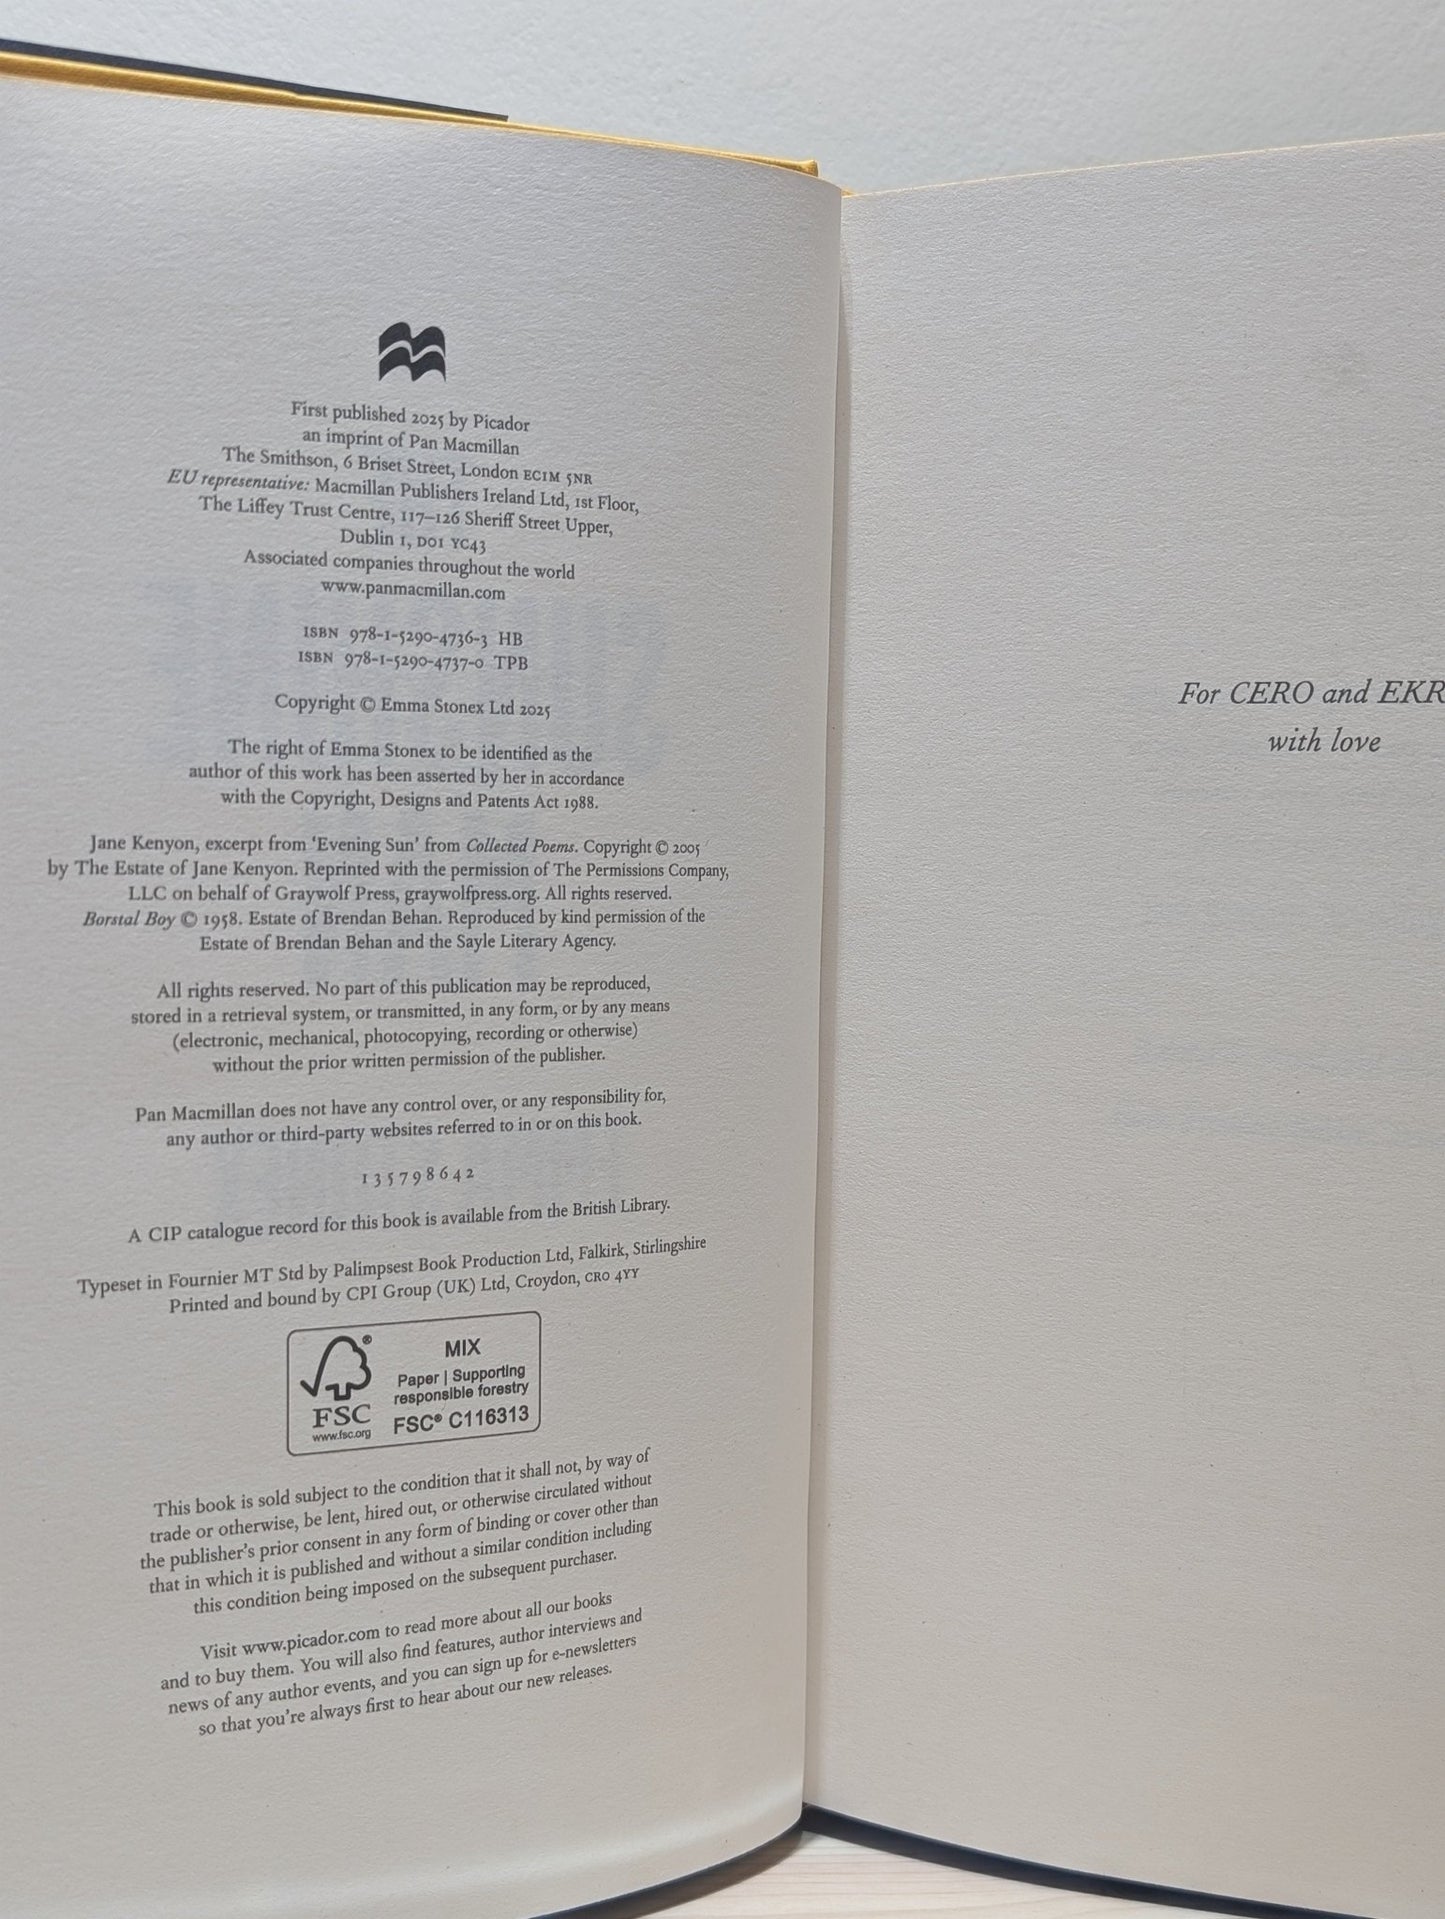 First published 2025 by Picador
an imprint of Pan Macmillan
The Smithson, 6 Briset Street, London EC1M 5NR
EU representative: Macmillan Publishers Ireland Ltd, 1st Floor,
The Liffey Trust Centre, 117–126 Sheriff Street Upper,
Dublin 1, D01 YC43
Associated companies throughout the world
www.panmacmillan.com
ISBN 978-1-5290-4736-3 HB
ISBN 978-1-5290-4737-0 TPB
Copyright © Emma Stonex Ltd 2025
The right of Emma Stonex to be identified as the
author of this work has been asserted by her in accordance
with the Copyright, Designs and Patents Act 1988.
Jane Kenyon, excerpt from ‘Evening Sun’ from Collected Poems. Copyright © 2005
by The Estate of Jane Kenyon. Reprinted with the permission of The Permissions Company,
LLC on behalf of Graywolf Press, graywolfpress.org. All rights reserved.
Borstal Boy © 1958. Estate of Brendan Behan. Reproduced by kind permission of the
Estate of Brendan Behan and the Sayle Literary Agency.
All rights reserved. No part of this publication may be reproduced,
stored in a retrieval system, or transmitted, in any form, or by any means
(electronic, mechanical, photocopying, recording or otherwise)
without the prior written permission of the publisher.
Pan Macmillan does not have any control over, or any responsibility for,
any author or third-party websites referred to in or on this book.
1 3 5 7 9 8 6 4 2
A CIP catalogue record for this book is available from the British Library.
Typeset in Fournier MT Std by Palimpsest Book Production Ltd, Falkirk, Stirlingshire
Printed and bound by CPI Group (UK) Ltd, Croydon, CR0 4YY
MIX
Paper | Supporting
responsible forestry
FSC® C116313
®
FSC
www.fsc.org
This book is sold subject to the condition that it shall not, by way of
trade or otherwise, be lent, hired out, or otherwise circulated without
the publisher’s prior consent in any form of binding or cover other than
that in which it is published and without a similar condition including
this condition being imposed on the subsequent purchaser.
Visit www.picador.com to read more about all our books
and to buy them. You will also find features, author interviews and
news of any author events, and you can sign up for e-newsletters
so that you’re always first to hear about our new releases.
For CERO and EKR
with love